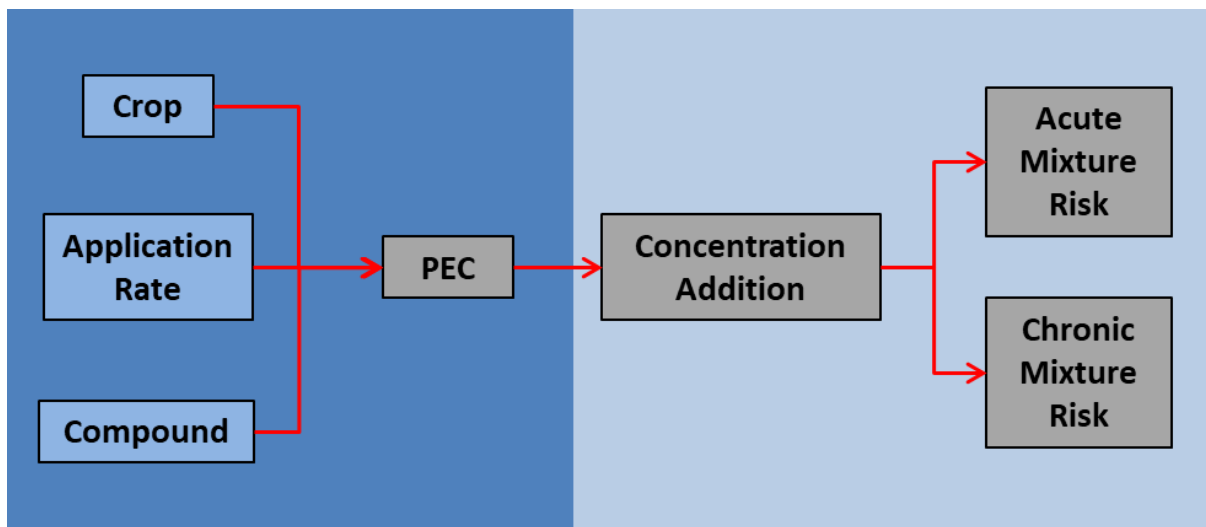 Crop
Application
Rate
Compound
PEC
Concentration
Addition
Acute
Mixture
Risk
Chronic
Mixture
Risk